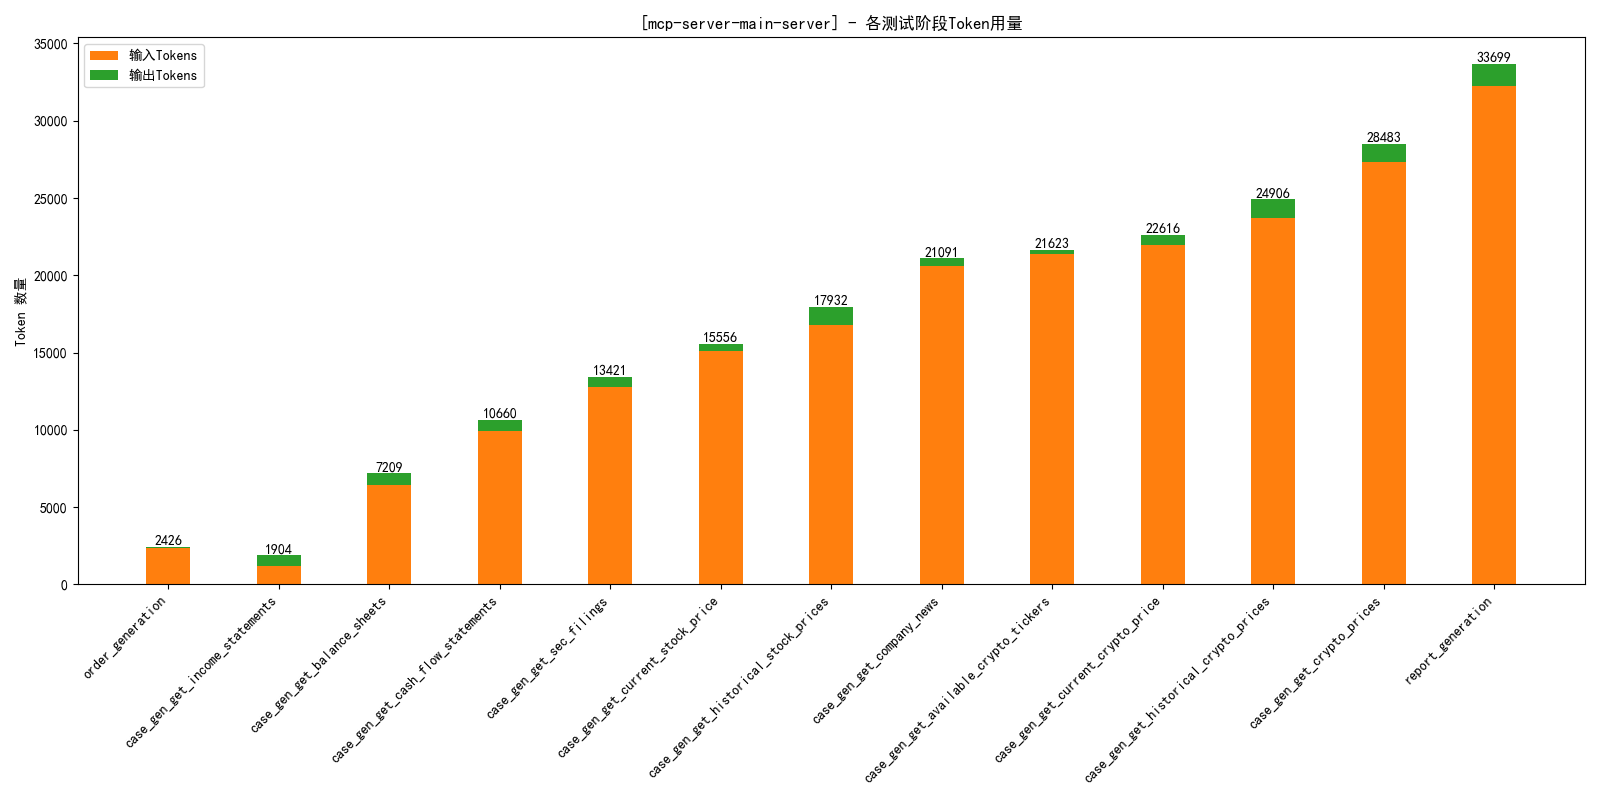 [mcp-server-main-server] - 各测试阶段Token用量
输入Tokens
输出Tokens
Token 数量
35000
30000
25000
20000
15000
10000
5000
0
2426
1904
7209
10660
13421
15556
17932
21091
21623
22616
24906
28483
33699
order_generation
case_gen_get_income_statements
case_gen_get_balance_sheets
case_gen_get_cash_flow_statements
case_gen_get_sec_filings
case_gen_get_current_stock_price
case_gen_get_historical_stock_prices
case_gen_get_company_news
case_gen_get_available_crypto_tickers
case_gen_get_current_crypto_price
case_gen_get_historical_crypto_prices
case_gen_get_crypto_prices
report_generation